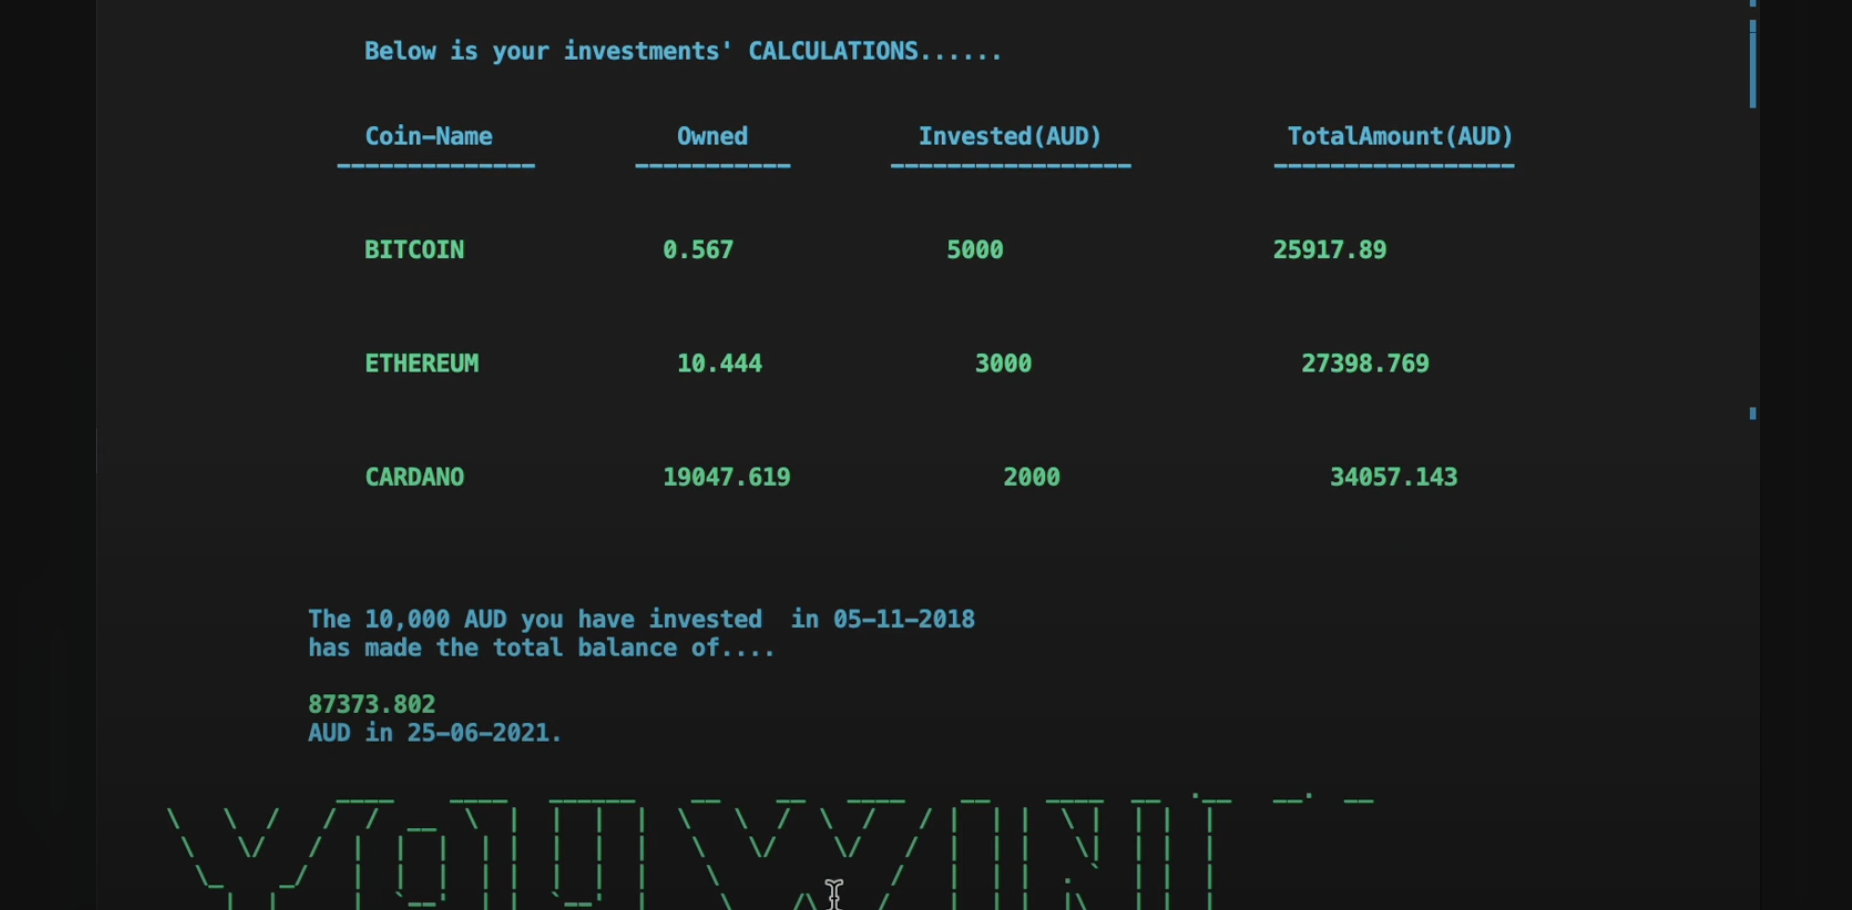 Below is your investments' CALCULATIONS......
Coin-Name Owned Invested(AUD) TotalAmount(AUD)
BITCOIN 0.567 5000 25917.89
ETHEREUM 10.444 3000 27398.769
CARDANO 19047.619 2000 34057.143
The 10,000 AUD you have invested  in 05-11-2018
has made the total balance of....
87373.802
AUD in 25-06-2021.
YOU WIN!